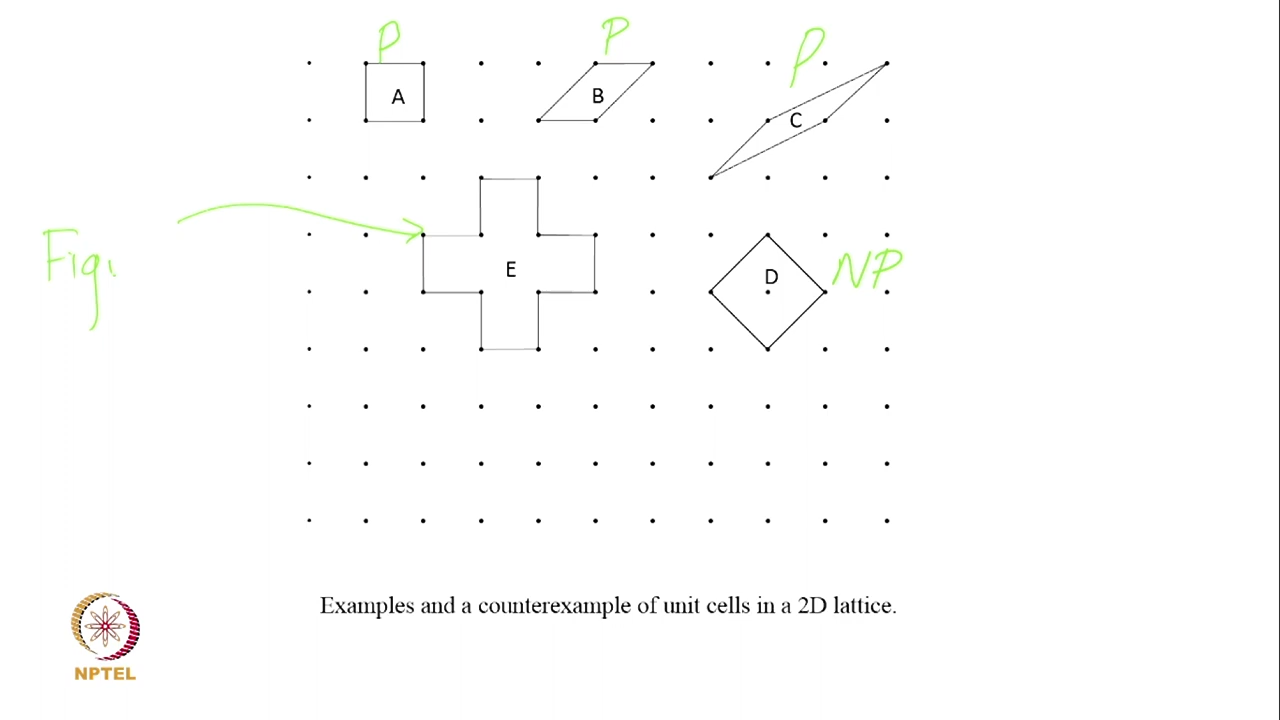 P P P
A B C
E D NP
Fig
Examples and a counterexample of unit cells in a 2D lattice.
NPTEL